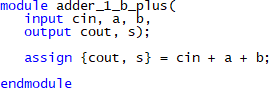 module adder_1_b_plus(
input cin, a, b,
output cout, s);
assign {cout, s} = cin + a + b;
endmodule